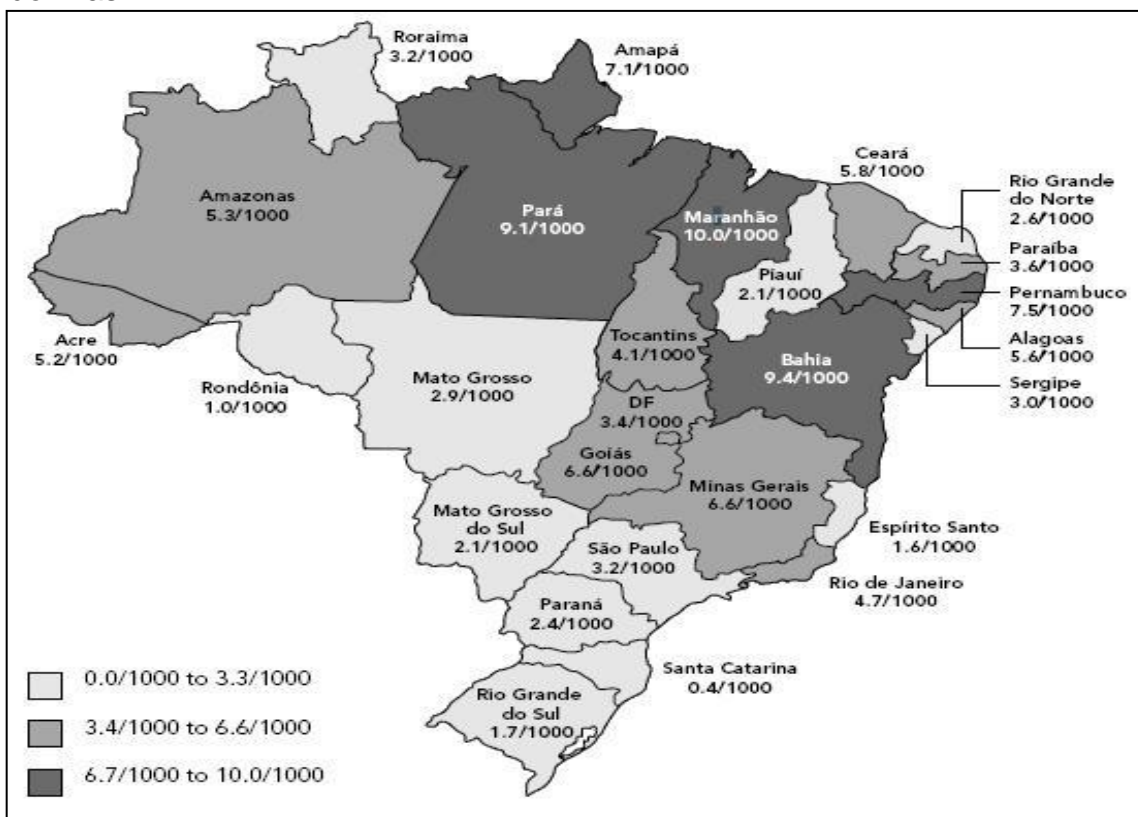 Roraima
3.2/1000
Amapá
7.1/1000
Ceará
5.8/1000
Rio Grande
do Norte
2.6/1000
Amazonas
5.3/1000
Pará
9.1/1000
Maranhão
10.0/1000
Paraíba
3.6/1000
Piauí
2.1/1000
Pernambuco
7.5/1000
Acre
5.2/1000
Tocantins
4.1/1000
Alagoas
5.6/1000
Bahia
9.4/1000
Rondônia
1.0/1000
Mato Grosso
2.9/1000
Sergipe
3.0/1000
DF
3.4/1000
Goiás
6.6/1000
Minas Gerais
6.6/1000
Mato Grosso
do Sul
2.1/1000
Espírito Santo
1.6/1000
São Paulo
3.2/1000
Rio de Janeiro
4.7/1000
Paraná
2.4/1000
Santa Catarina
0.4/1000
Rio Grande
do Sul
1.7/1000
0.0/1000 to 3.3/1000
3.4/1000 to 6.6/1000
6.7/1000 to 10.0/1000